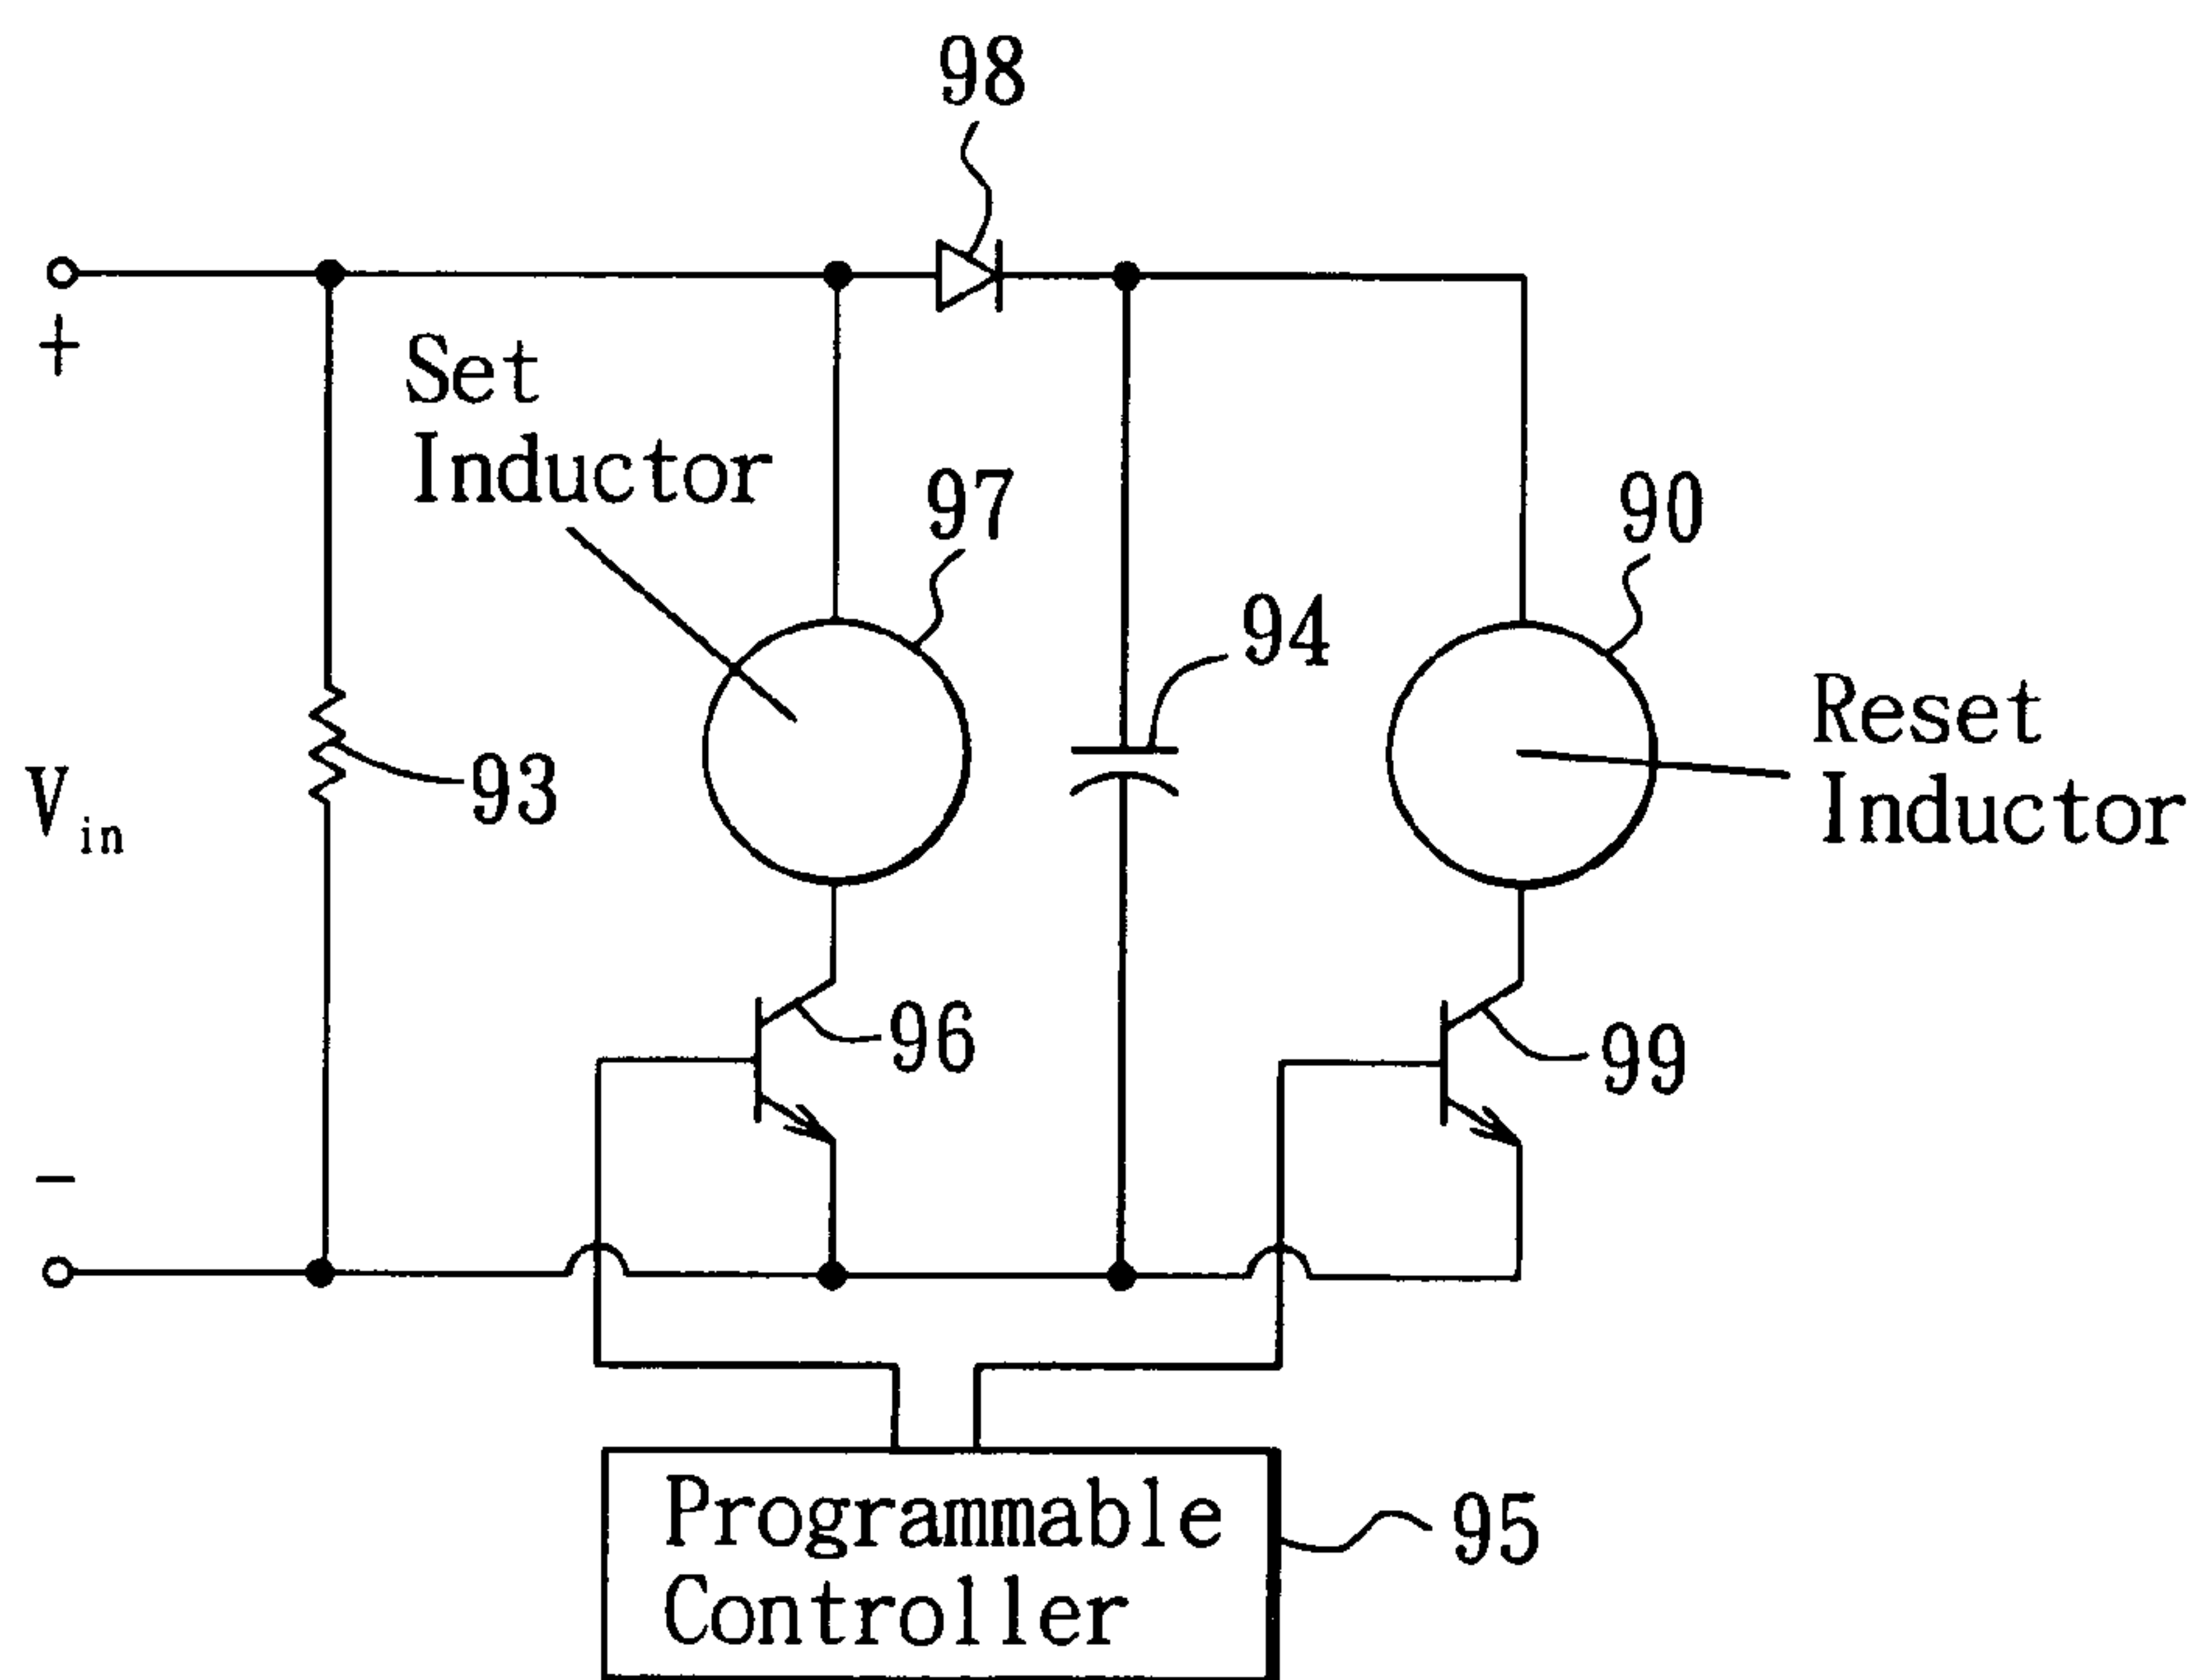 98
+
Set
Inductor
97
90
94
Reset
Inductor
93
V in
96
99
−
Programmable
Controller
95